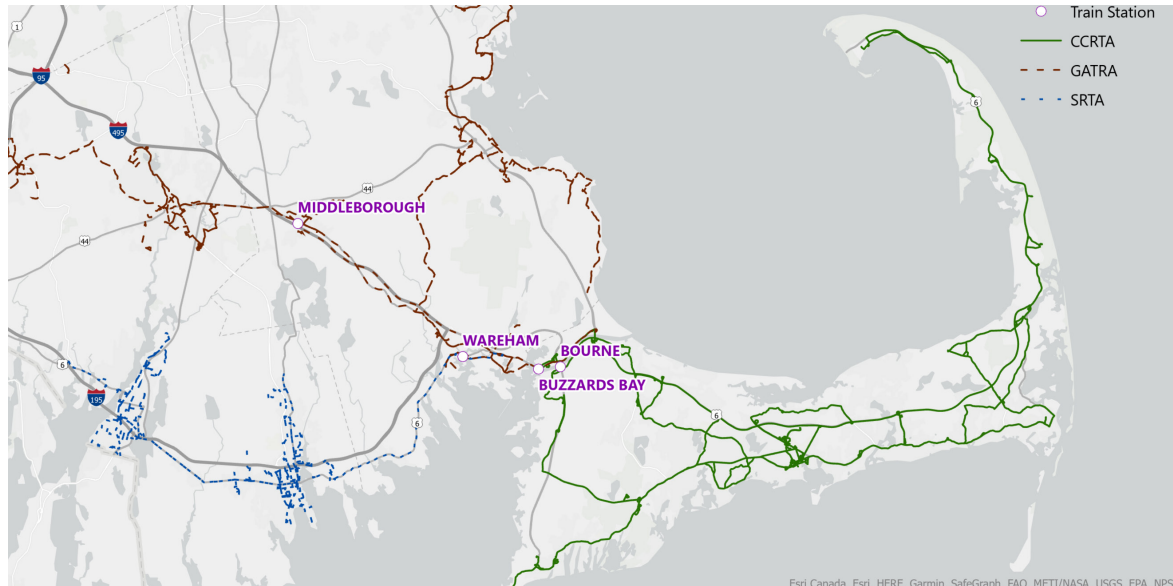 Train Station
CCRTA
GATRA
SRTA
1
95
495
6
44
MIDDLEBOROUGH
44
WAREHAM
BOURNE
BUZZARDS BAY
6
195
6
6
Esri Canada, Esri, HERE, Garmin, SafeGraph, FAO, METI/NASA, USGS, EPA, NPS